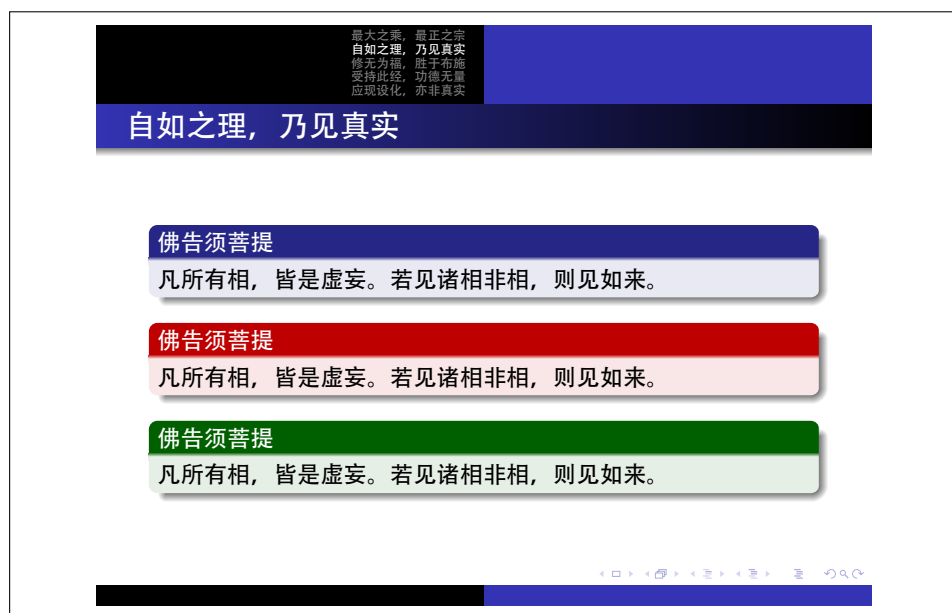 最大之乘，最正之宗
自如之理，乃见真实
修无为福，胜于布施
受持此经，功德无量
应现设化，亦非真实
自如之理，乃见真实
佛告须菩提
凡所有相，皆是虚妄。若见诸相非相，则见如来。
佛告须菩提
凡所有相，皆是虚妄。若见诸相非相，则见如来。
佛告须菩提
凡所有相，皆是虚妄。若见诸相非相，则见如来。